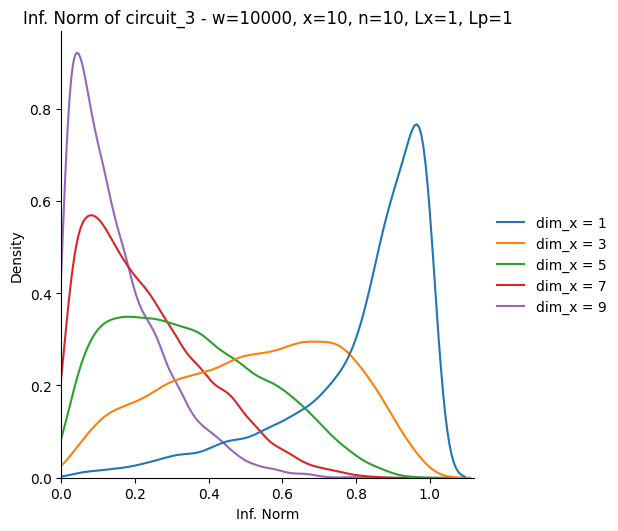 Inf. Norm of circuit_3 - w=10000, x=10, n=10, Lx=1, Lp=1
Density
0.8
0.6
0.4
0.2
0.0
0.0 0.2 0.4 0.6 0.8 1.0
Inf. Norm
dim_x = 1
dim_x = 3
dim_x = 5
dim_x = 7
dim_x = 9